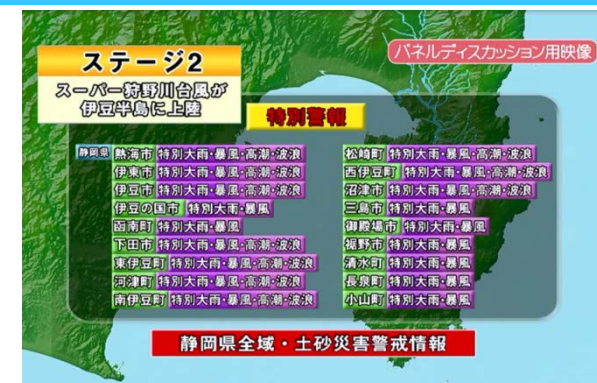 パネルディスカッション用映像
ステージ2
スーパー狩野川台風が
伊豆半島に上陸
特別警報
静岡県 熱海市 特別大雨・暴風・高潮・波浪
伊東市 特別大雨・暴風・高潮・波浪
伊豆市 特別大雨・暴風・高潮・波浪
伊豆の国市 特別大雨・暴風
函南町 特別大雨・暴風
下田市 特別大雨・暴風・高潮・波浪
東伊豆町 特別大雨・暴風・高潮・波浪
河津町 特別大雨・暴風・高潮・波浪
南伊豆町 特別大雨・暴風・高潮・波浪
松崎町 特別大雨・暴風・高潮・波浪
西伊豆町 特別大雨・暴風・高潮・波浪
沼津市 特別大雨・暴風・高潮・波浪
三島市 特別大雨・暴風
御殿場市 特別大雨・暴風
裾野市 特別大雨・暴風
清水町 特別大雨・暴風
長泉町 特別大雨・暴風
小山町 特別大雨・暴風
静岡県全域・土砂災害警戒情報